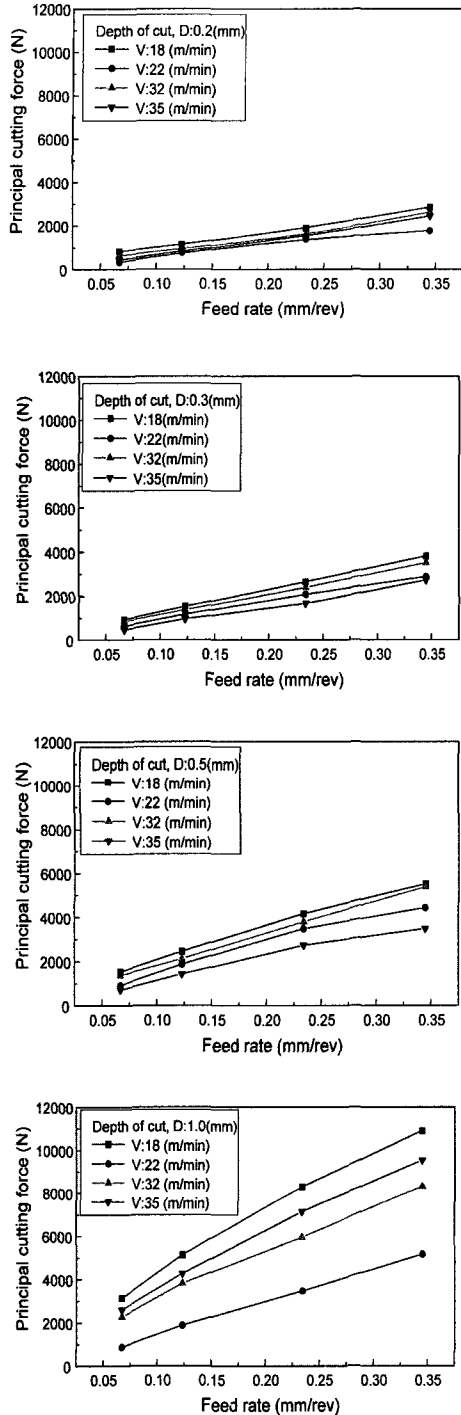 12000
10000
8000
6000
4000
2000
0
Principal cutting force (N)
Depth of cut, D:0.2(mm)
V:18 (m/min)
V:22 (m/min)
V:32 (m/min)
V:35 (m/min)
0.05 0.10 0.15 0.20 0.25 0.30 0.35
Feed rate (mm/rev)
12000
10000
8000
6000
4000
2000
0
Principal cutting force (N)
Depth of cut, D:0.3(mm)
V:18(m/min)
V:22(m/min)
V:32(m/min)
V:35(m/min)
0.05 0.10 0.15 0.20 0.25 0.30 0.35
Feed rate (mm/rev)
12000
10000
8000
6000
4000
2000
0
Principal cutting force (N)
Depth of cut, D:0.5(mm)
V:18 (m/min)
V:22 (m/min)
V:32 (m/min)
V:35 (m/min)
0.05 0.10 0.15 0.20 0.25 0.30 0.35
Feed rate (mm/rev)
12000
10000
8000
6000
4000
2000
0
Principal cutting force (N)
Depth of cut, D:1.0(mm)
V:18 (m/min)
V:22 (m/min)
V:32 (m/min)
V:35 (m/min)
0.05 0.10 0.15 0.20 0.25 0.30 0.35
Feed rate (mm/rev)